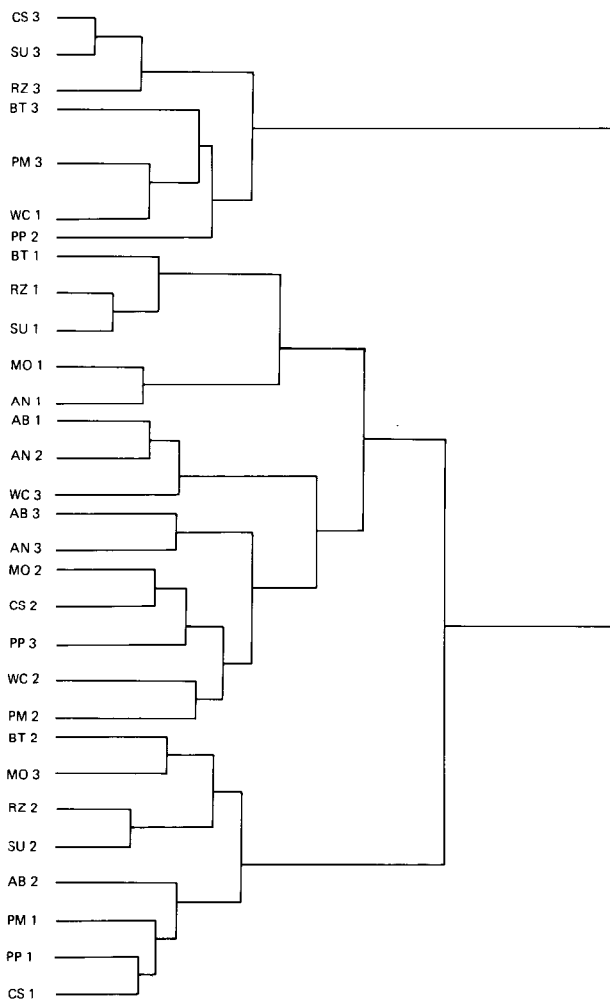 CS 3
SU 3
RZ 3
BT 3
PM 3
WC 1
PP 2
BT 1
RZ 1
SU 1
MO 1
AN 1
AB 1
AN 2
WC 3
AB 3
AN 3
MO 2
CS 2
PP 3
WC 2
PM 2
BT 2
MO 3
RZ 2
SU 2
AB 2
PM 1
PP 1
CS 1